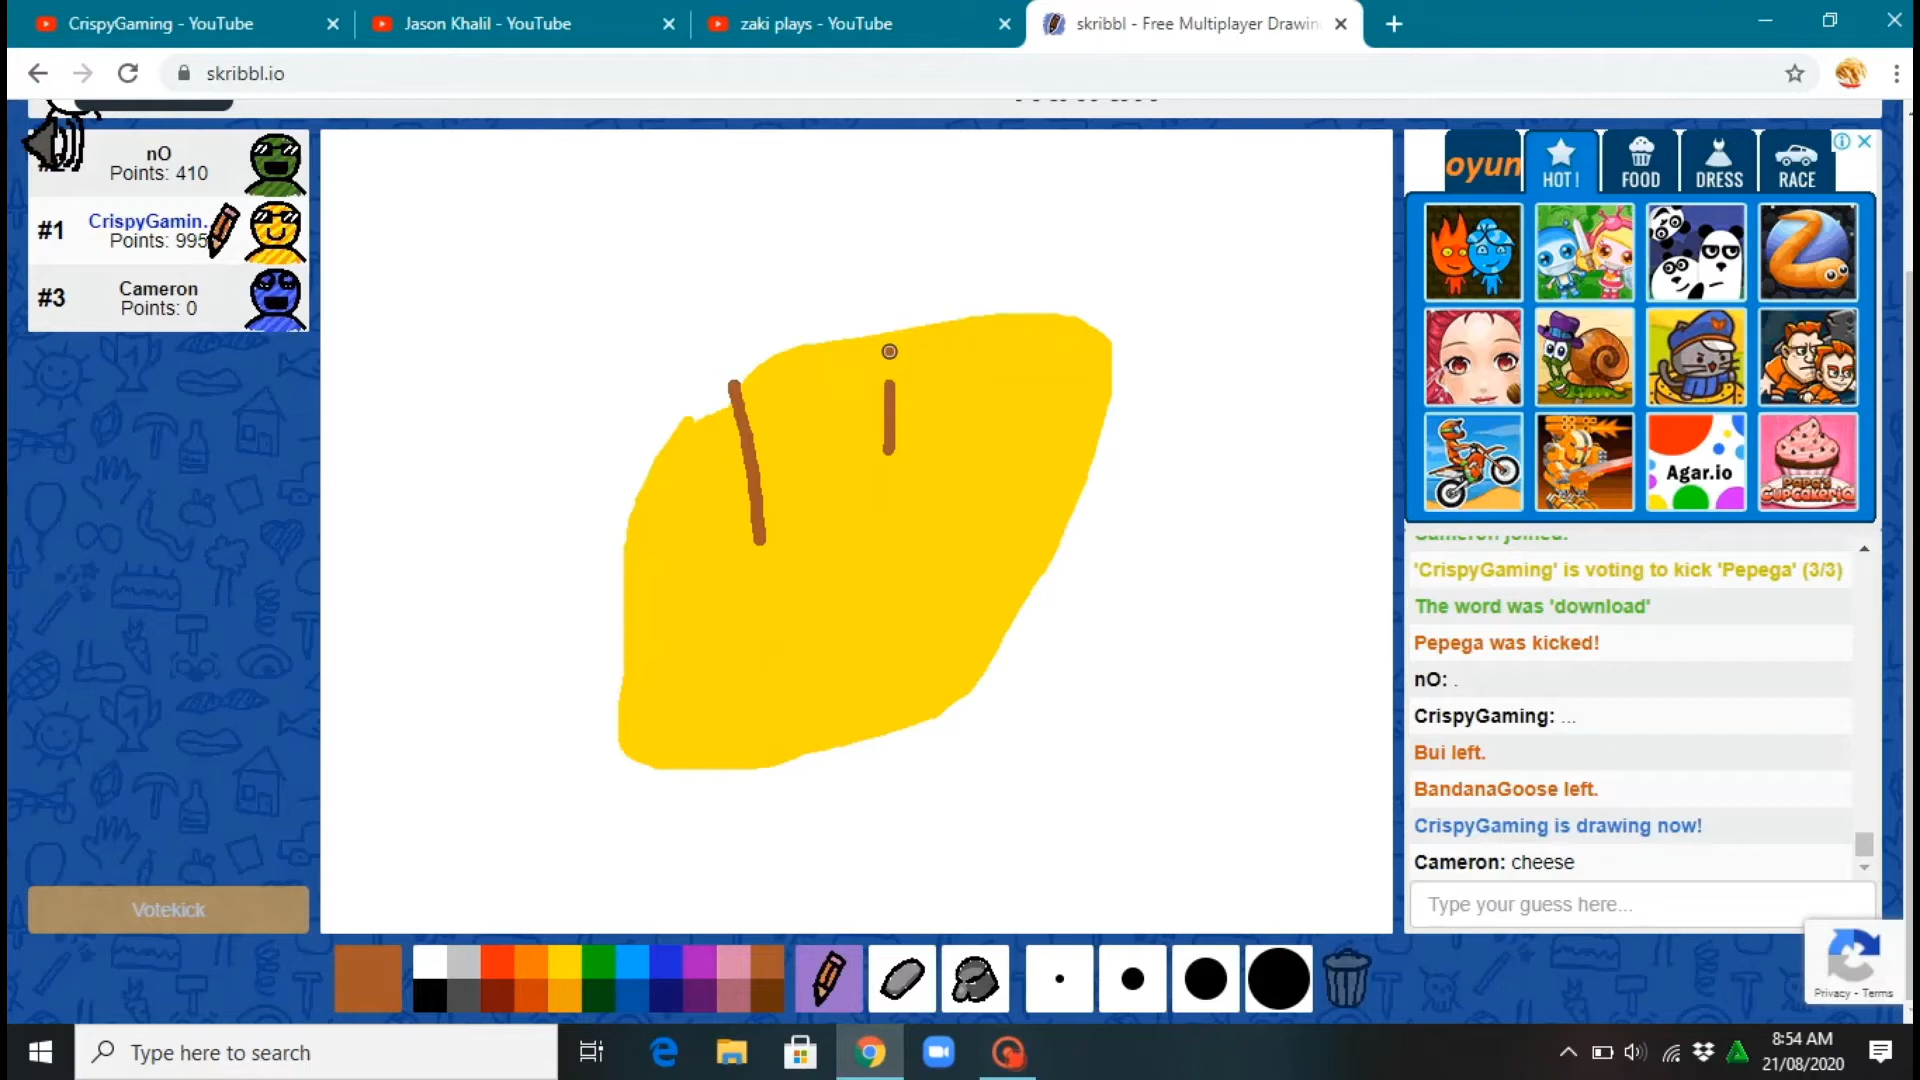 CrispyGaming - YouTube
Jason Khalil - YouTube
zaki plays - YouTube
skribbl - Free Multiplayer Drawin
skribbl.io
nO
Points: 410
#1
CrispyGamin..
Points: 995
#3
Cameron
Points: 0
Votekick
oyun
HOT!
FOOD
DRESS
RACE
Agar.io
PAPA'S
CUPCAKERIA
Cameron joined.
'CrispyGaming' is voting to kick 'Pepega' (3/3)
The word was 'download'
Pepega was kicked!
nO: .
CrispyGaming: ...
Bui left.
BandanaGoose left.
CrispyGaming is drawing now!
Cameron: cheese
Type your guess here...
Privacy - Terms
Type here to search
8:54 AM
21/08/2020